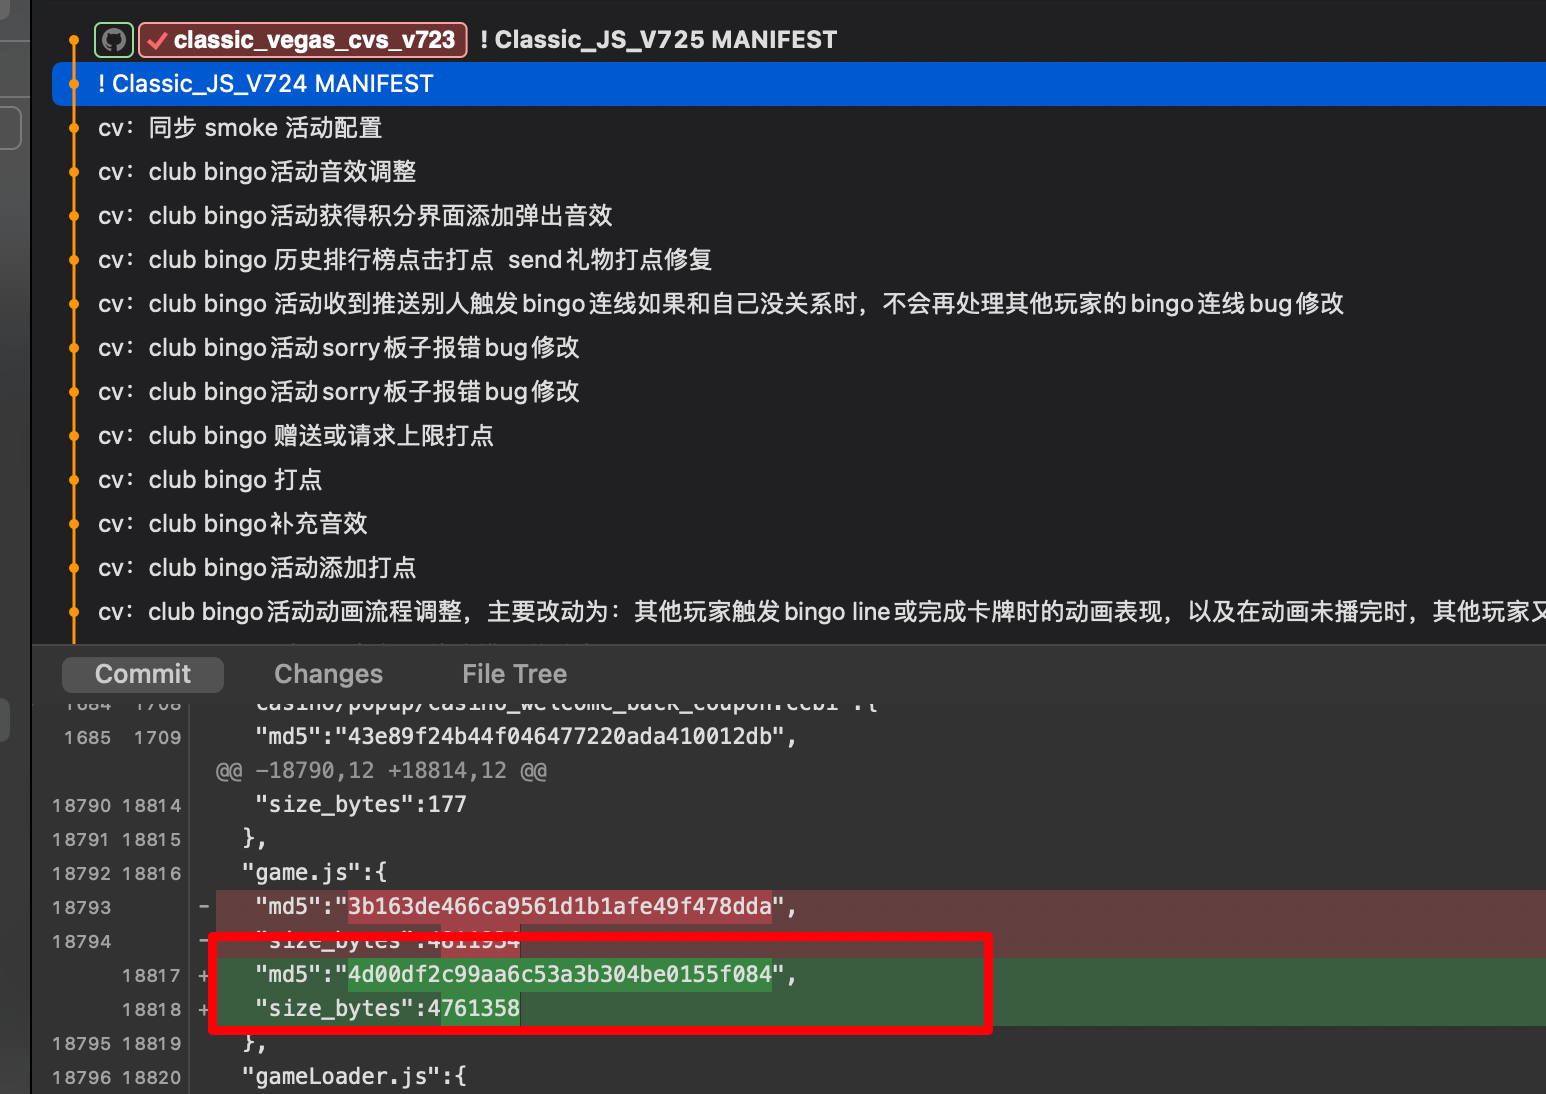 classic_vegas_cvs_v723 ! Classic_JS_V725 MANIFEST
! Classic_JS_V724 MANIFEST
cv：同步 smoke 活动配置
cv：club bingo活动音效调整
cv：club bingo活动获得积分界面添加弹出音效
cv：club bingo 历史排行榜点击打点 send礼物打点修复
cv：club bingo 活动收到推送别人触发bingo连线如果和自己没关系时，不会再处理其他玩家的bingo连线bug修改
cv：club bingo活动sorry板子报错bug修改
cv：club bingo活动sorry板子报错bug修改
cv：club bingo 赠送或请求上限打点
cv：club bingo 打点
cv：club bingo补充音效
cv：club bingo活动添加打点
cv：club bingo活动动画流程调整，主要改动为：其他玩家触发bingo line或完成卡牌时的动画表现，以及在动画未播完时，其他玩家又
Commit Changes File Tree
1684 1708 casino/popup/casino_welcome_back_coupon.ccbi":{
1685 1709 "md5":"43e89f24b44f046477220ada410012db",
@@ -18790,12 +18814,12 @@
18790 18814 "size_bytes":177
18791 18815 },
18792 18816 "game.js":{
18793 - "md5":"3b163de466ca9561d1b1afe49f478dda",
18794 - "size_bytes":4811934
18817 + "md5":"4d00df2c99aa6c53a3b304be0155f084",
18818 + "size_bytes":4761358
18795 18819 },
18796 18820 "gameLoader.js":{